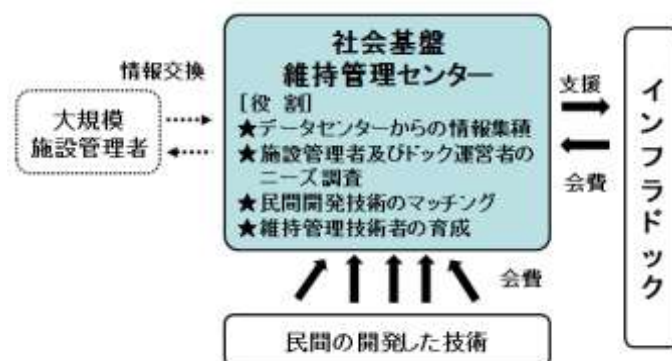 社会基盤
維持管理センター
[役 割]
★データセンターからの情報集積
★施設管理者及びドック運営者の
ニーズ調査
★民間開発技術のマッチング
★維持管理技術者の育成
情報交換
大規模
施設管理者
支援
会費
インフラドック
会費
民間の開発した技術